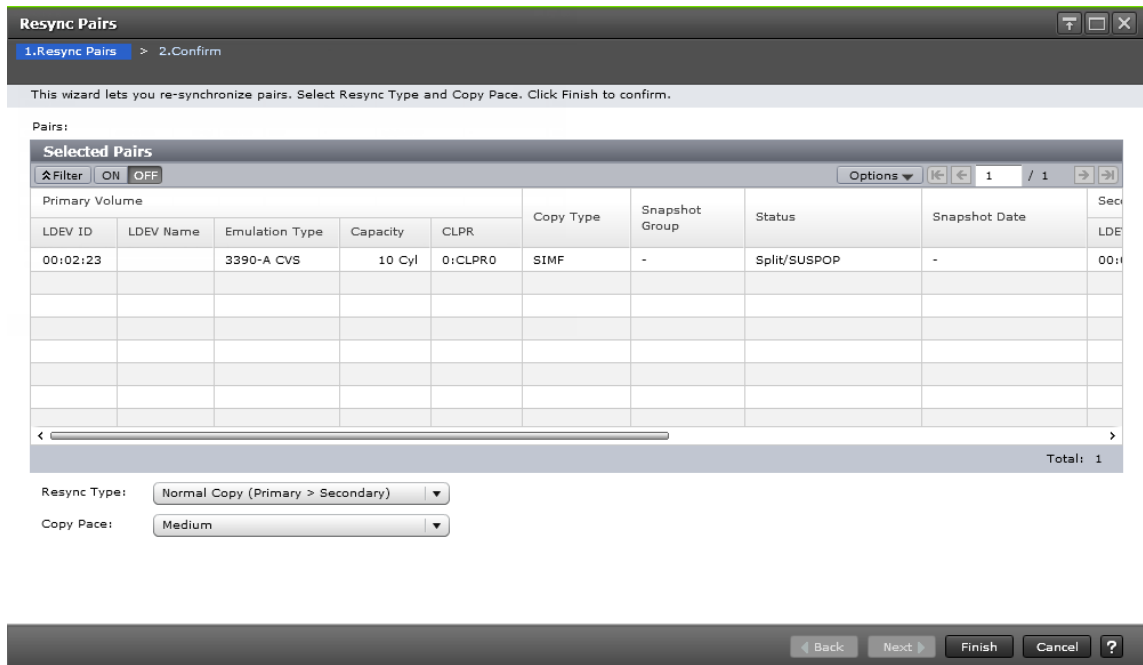 Resync Pairs
1.Resync Pairs > 2.Confirm
This wizard lets you re-synchronize pairs. Select Resync Type and Copy Pace. Click Finish to confirm.
Pairs:
Selected Pairs
Filter ON OFF Options 1 / 1
Primary Volume Copy Type Snapshot Group Status Snapshot Date Seco
LDEV ID LDEV Name Emulation Type Capacity CLPR LDE
00:02:23 3390-A CVS 10 Cyl 0:CLPR0 SIMF - Split/SUSPOP - 00:
Total: 1
Resync Type: Normal Copy (Primary > Secondary)
Copy Pace: Medium
Back Next Finish Cancel ?